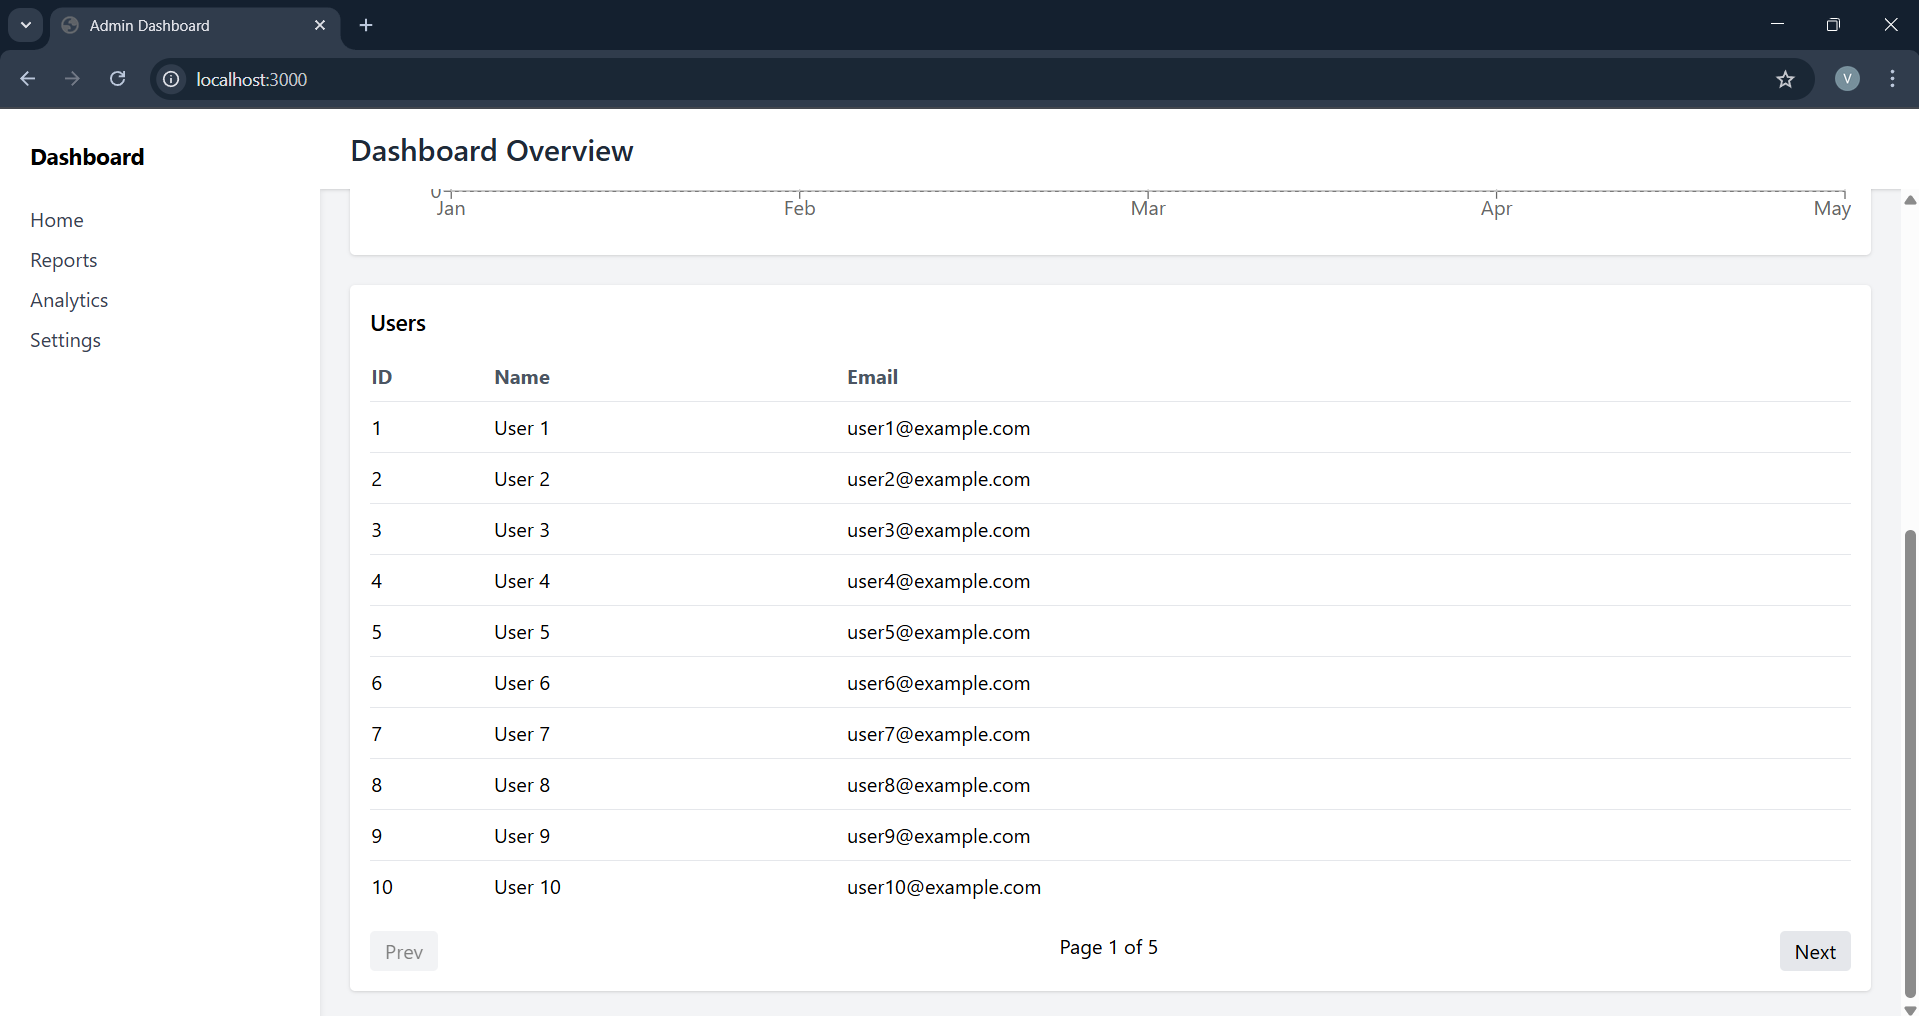 Admin Dashboard
localhost:3000
V
Dashboard
Home
Reports
Analytics
Settings
Dashboard Overview
0
Jan Feb Mar Apr May
Users
ID Name Email
1 User 1 user1@example.com
2 User 2 user2@example.com
3 User 3 user3@example.com
4 User 4 user4@example.com
5 User 5 user5@example.com
6 User 6 user6@example.com
7 User 7 user7@example.com
8 User 8 user8@example.com
9 User 9 user9@example.com
10 User 10 user10@example.com
Prev Page 1 of 5 Next